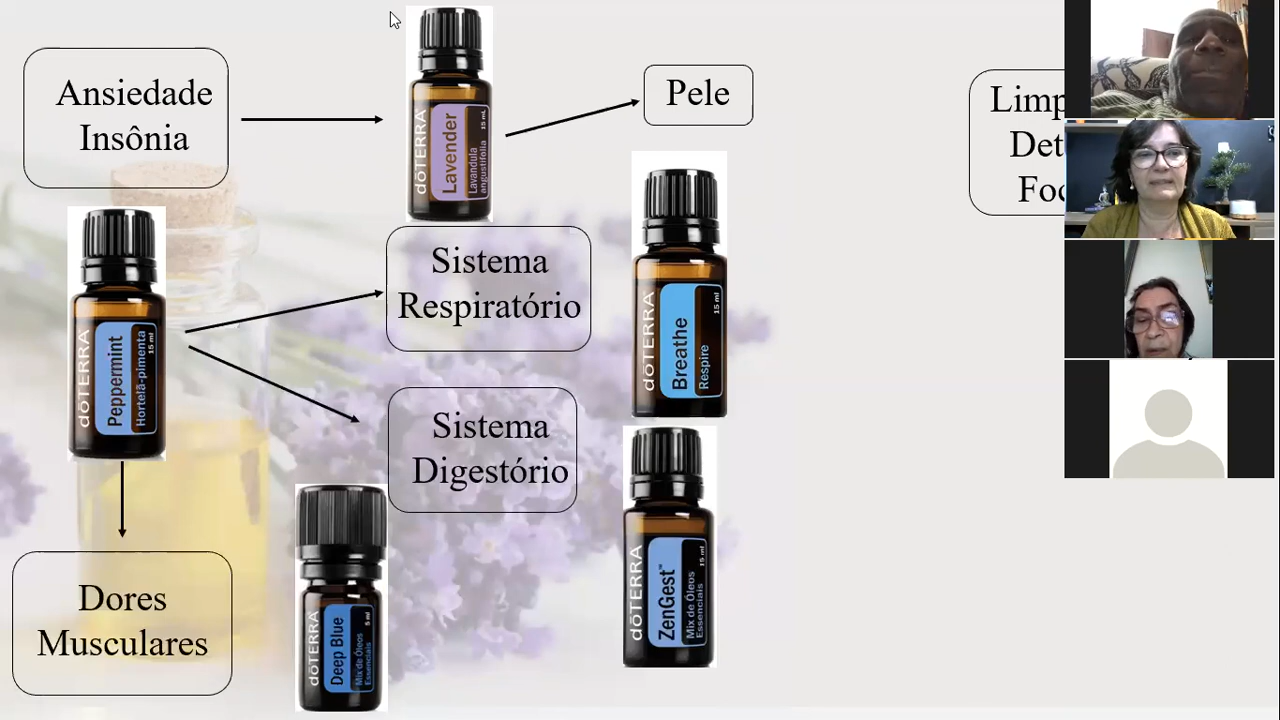 Ansiedade
Insônia
dōTERRA
Lavender
Lavandula
angustifolia
15 mL
Pele
dōTERRA
Peppermint
Hortelã-pimenta
15 ml
Sistema
Respiratório
dōTERRA
Breathe
Respire
15 ml
Sistema
Digestório
dōTERRA
ZenGest™
Mix de Óleos
Essenciais
15 ml
Dores
Musculares
dōTERRA
Deep Blue
Mix de Óleos
Essenciais
5 ml
Limp
Det
Foc